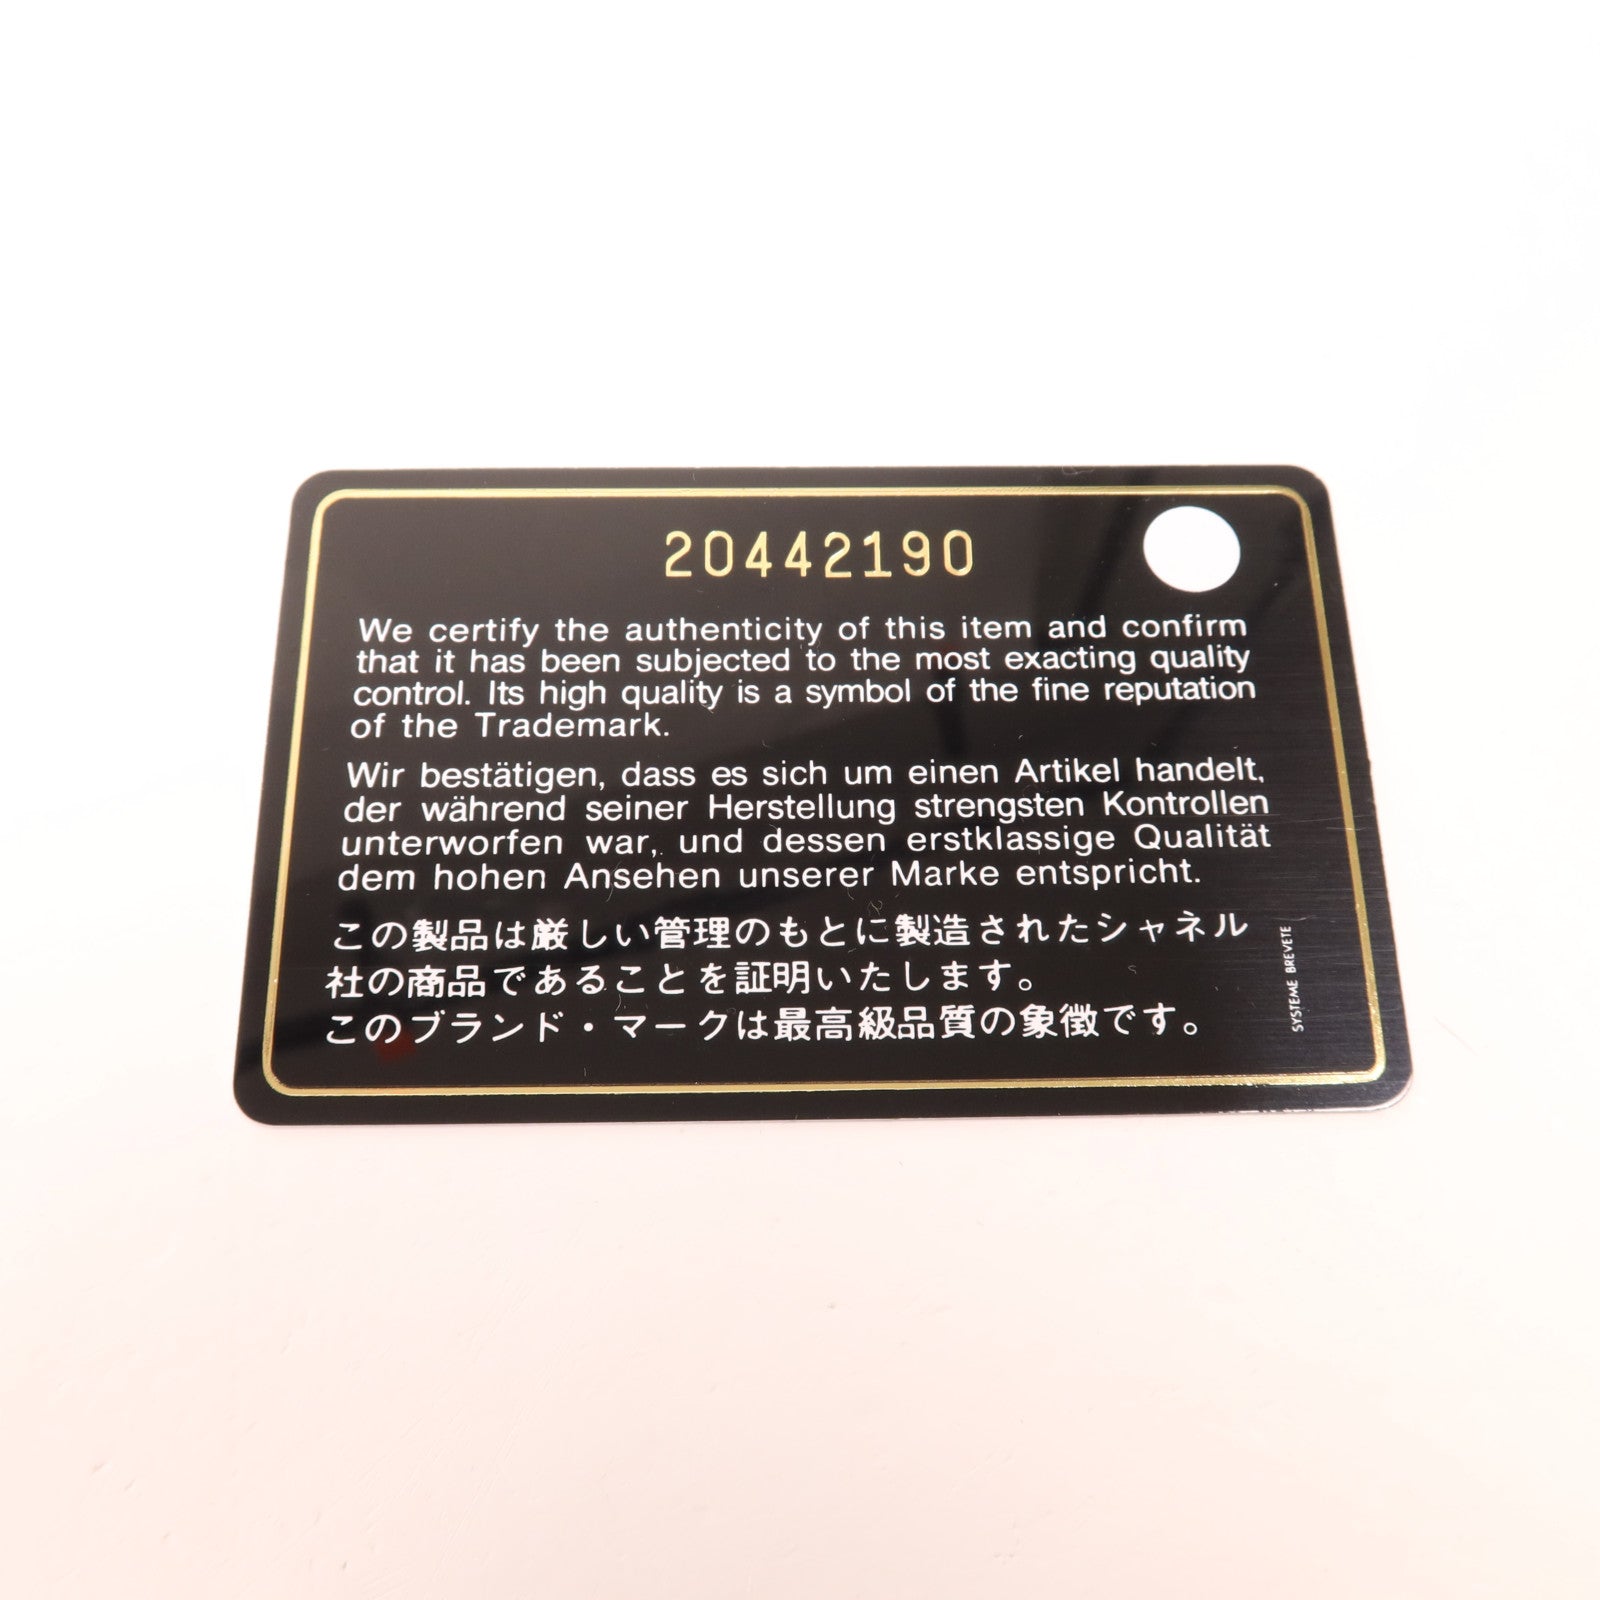 20442190
We certify the authenticity of this item and confirm
that it has been subjected to the most exacting quality
control. Its high quality is a symbol of the fine reputation
of the Trademark.
Wir bestätigen, dass es sich um einen Artikel handelt,
der während seiner Herstellung strengsten Kontrollen
unterworfen war, und dessen erstklassige Qualität
dem hohen Ansehen unserer Marke entspricht.
この製品は厳しい管理のもとに製造されたシャネル
社の商品であることを証明いたします。
このブランド・マークは最高級品質の象徴です。
SYSTEME BREVETE